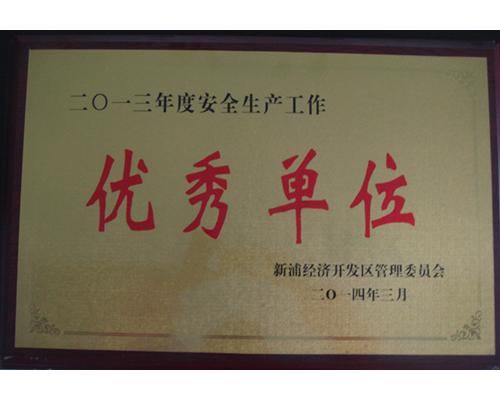 二〇一三年度安全生产工作
优秀单位
新浦经济开发区管理委员会
二〇一四年三月